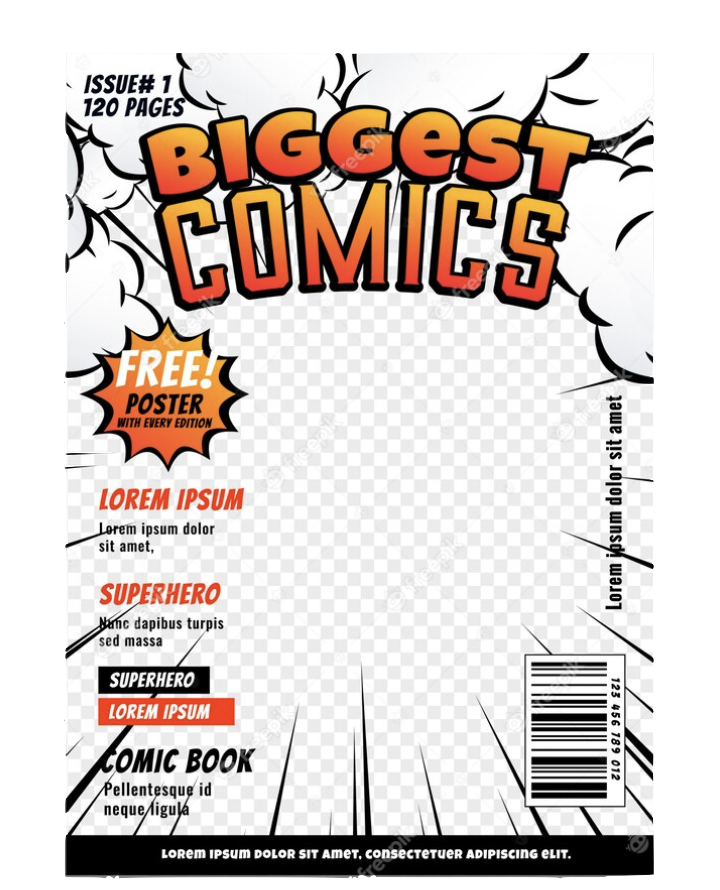 ISSUE# 1
120 PAGES
BIGGEST
COMICS
FREE!
POSTER
WITH EVERY EDITION
LOREM IPSUM
Lorem ipsum dolor
sit amet,
SUPERHERO
Nunc dapibus turpis
sed massa
SUPERHERO
LOREM IPSUM
COMIC BOOK
Pellentesque id
neque ligula
Lorem ipsum dolor sit amet
123 456 789 012
LOREM IPSUM DOLOR SIT AMET, CONSECTETUER ADIPISCING ELIT.
freepik